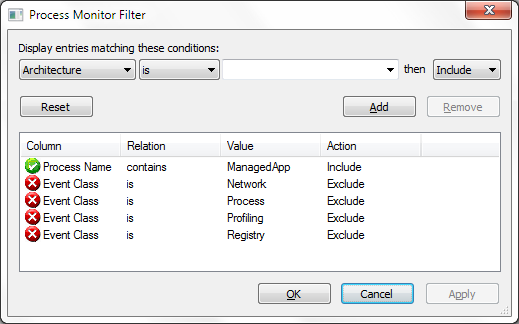 Process Monitor Filter
Display entries matching these conditions:
Architecture is then Include
Reset Add Remove
Column Relation Value Action
Process Name contains ManagedApp Include
Event Class is Network Exclude
Event Class is Process Exclude
Event Class is Profiling Exclude
Event Class is Registry Exclude
OK Cancel Apply